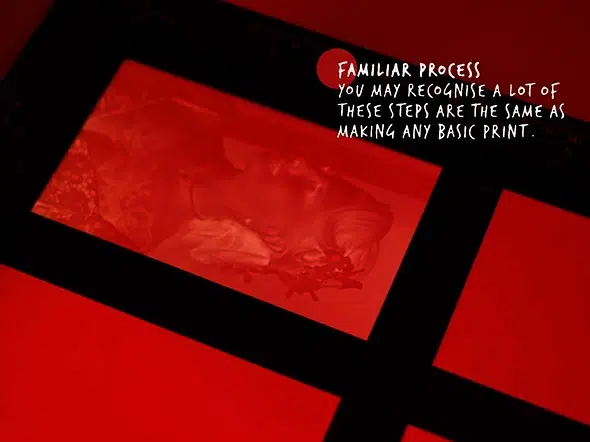 FAMILIAR PROCESS
YOU MAY RECOGNISE A LOT OF
THESE STEPS ARE THE SAME AS
MAKING ANY BASIC PRINT.